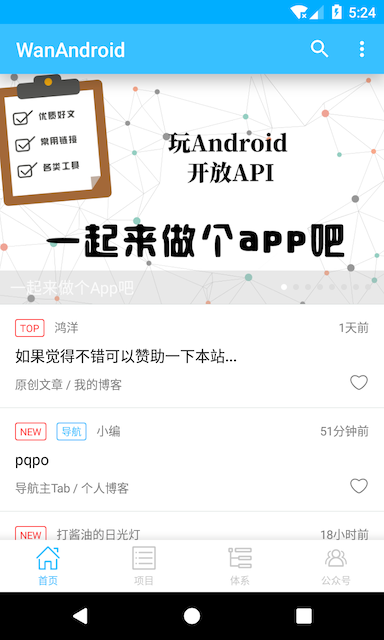 5:24
WanAndroid
优质好文
常用链接
各类工具
玩Android
开放API
一起来做个app吧
一起来做个App吧
TOP 鸿洋 1天前
如果觉得不错可以赞助一下本站...
原创文章 / 我的博客
NEW 导航 小编 51分钟前
pqpo
导航主Tab / 个人博客
NEW 打酱油的日光灯 18小时前
首页 项目 体系 公众号